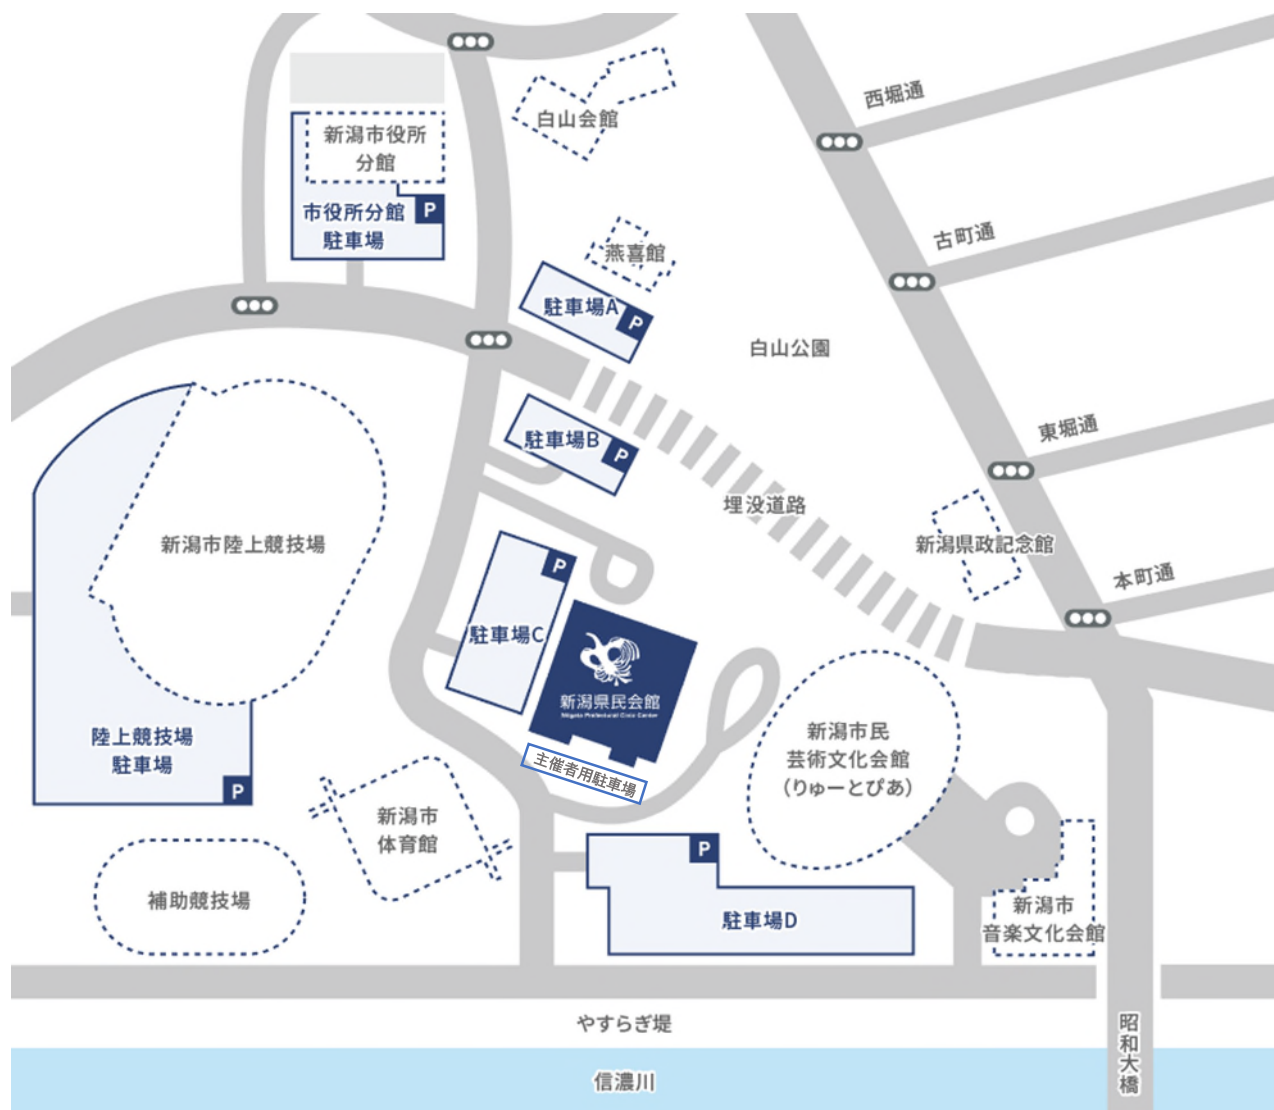 西堀通
白山会館
新潟市役所
分館
市役所分館
駐車場
P
古町通
燕喜館
駐車場A
P
白山公園
東堀通
駐車場B
P
埋没道路
新潟市陸上競技場
新潟県政記念館
本町通
P
駐車場C
新潟県民会館
Niigata Prefectural Civic Center
主催者用駐車場
新潟市民
芸術文化会館
(りゅーとぴあ)
陸上競技場
駐車場
P
新潟市
体育館
補助競技場
P
駐車場D
新潟市
音楽文化会館
やすらぎ堤
昭和大橋
信濃川